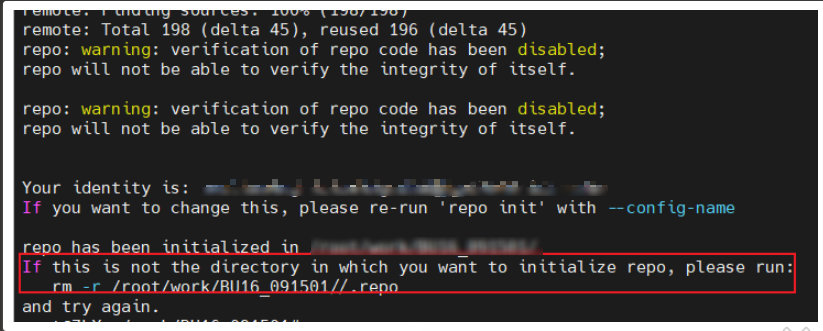 remote: Finding sources: 100% (198/198)
remote: Total 198 (delta 45), reused 196 (delta 45)
repo: warning: verification of repo code has been disabled;
repo will not be able to verify the integrity of itself.
repo: warning: verification of repo code has been disabled;
repo will not be able to verify the integrity of itself.
Your identity is:
If you want to change this, please re-run 'repo init' with --config-name
repo has been initialized in
If this is not the directory in which you want to initialize repo, please run:
rm -r /root/work/BU16_091501//.repo
and try again.